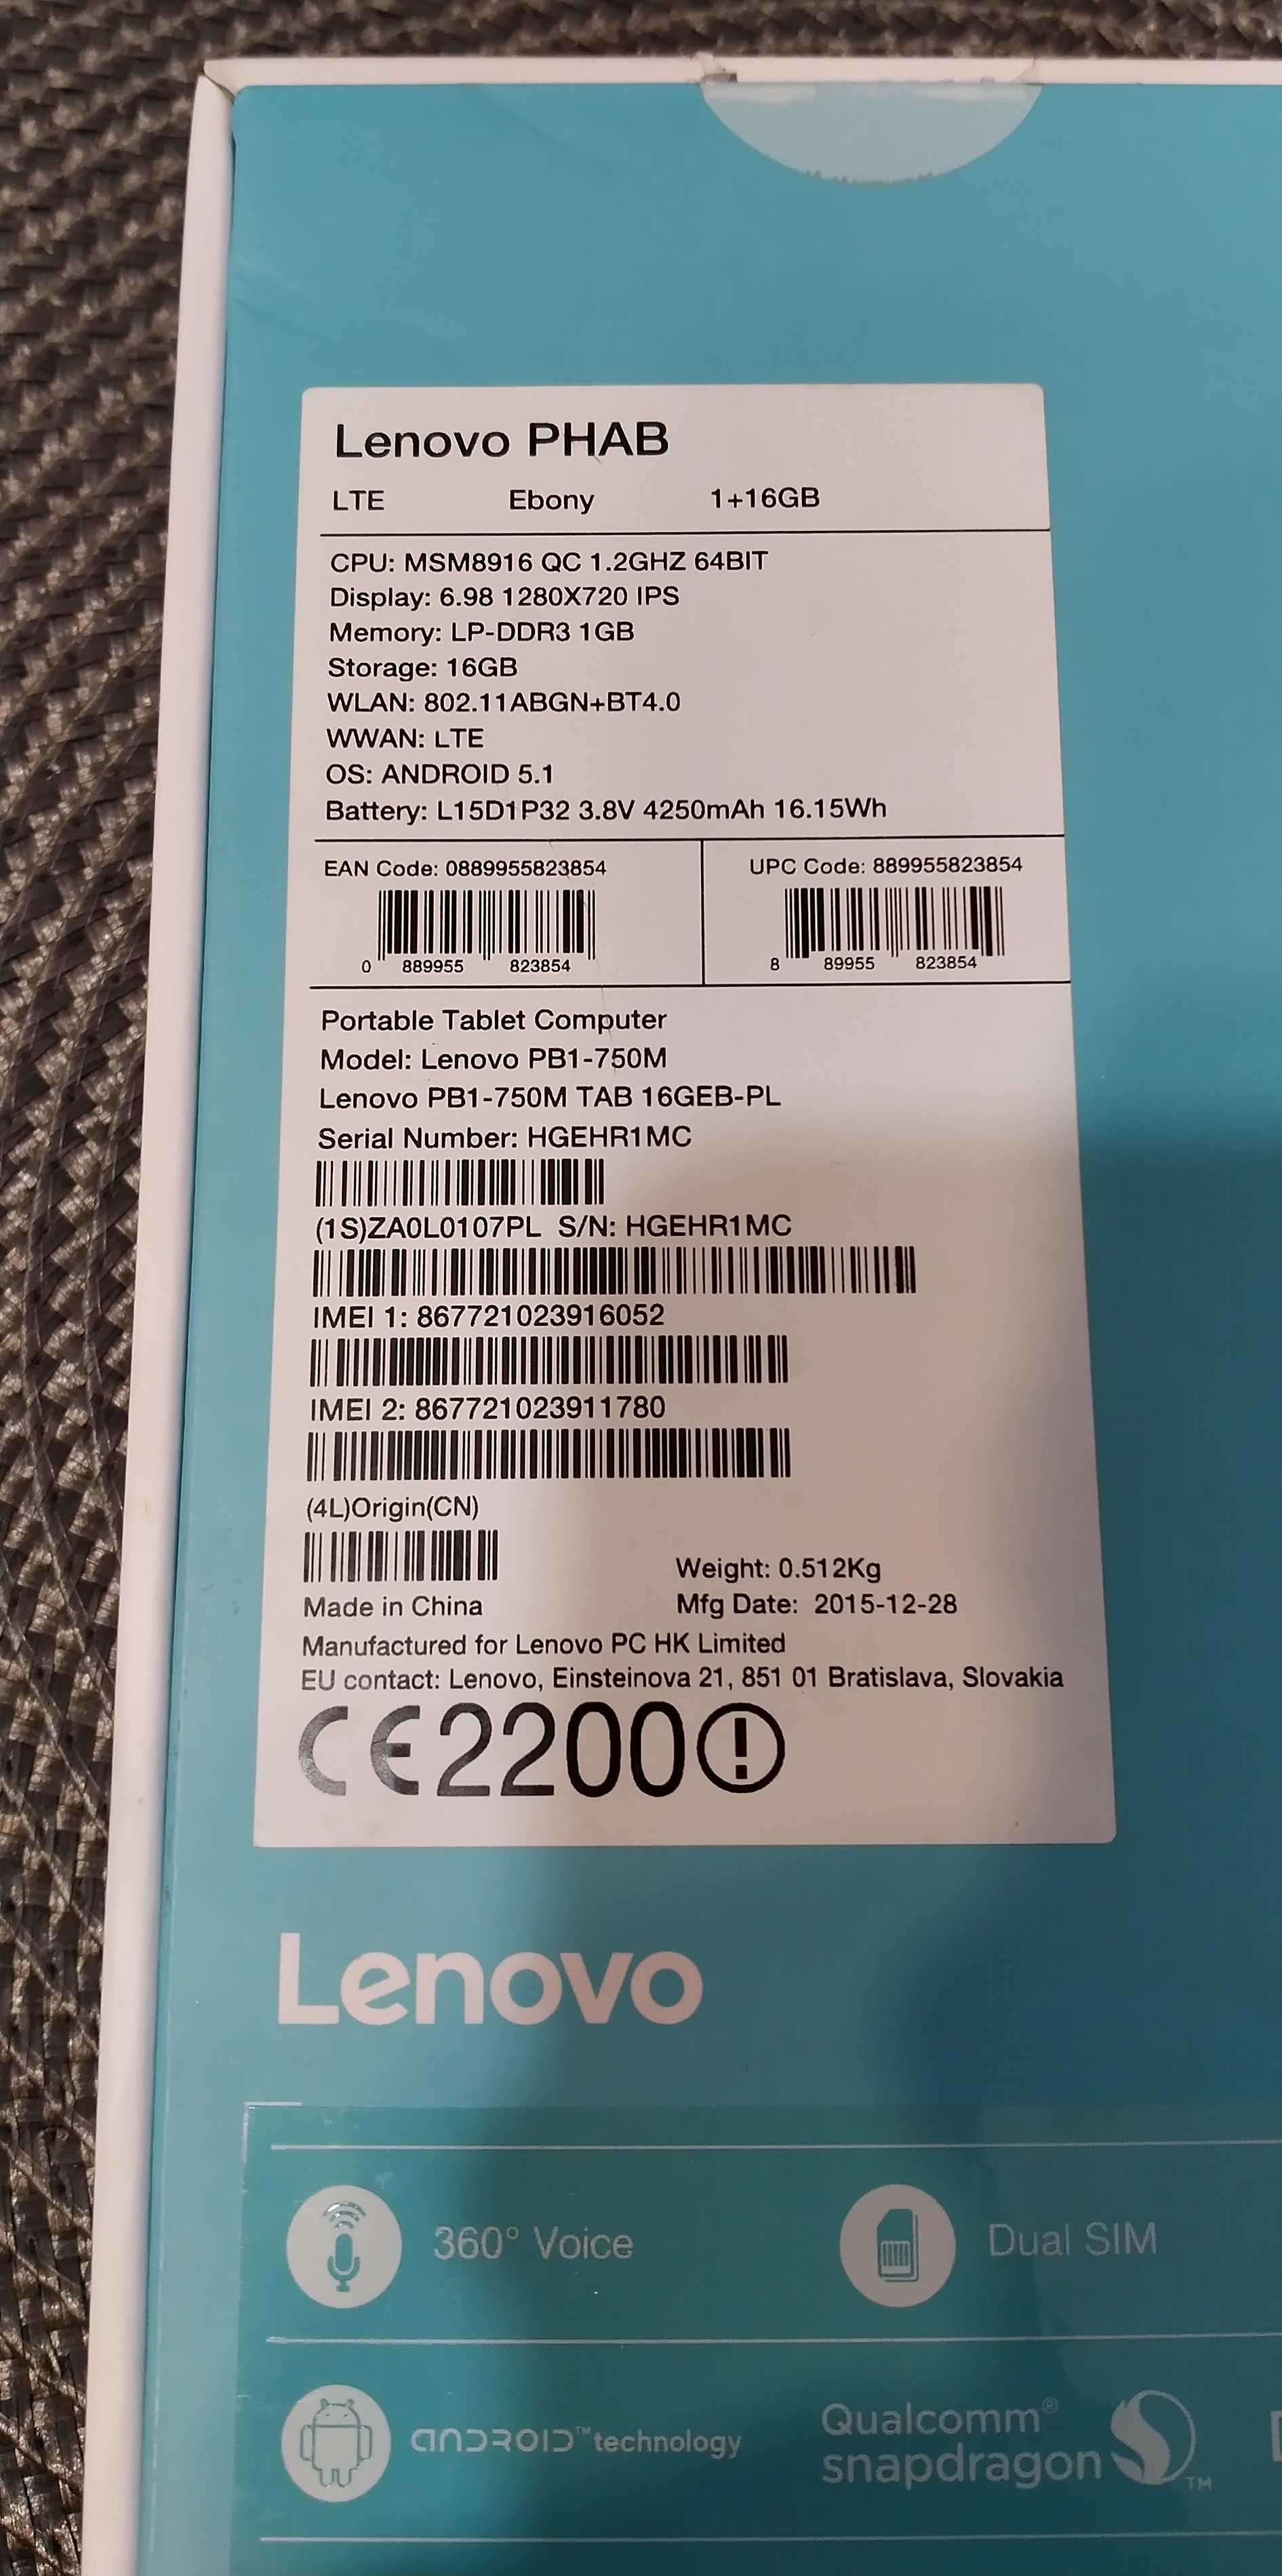 Lenovo PHAB
LTE Ebony 1+16GB
CPU: MSM8916 QC 1.2GHZ 64BIT
Display: 6.98 1280X720 IPS
Memory: LP-DDR3 1GB
Storage: 16GB
WLAN: 802.11ABGN+BT4.0
WWAN: LTE
OS: ANDROID 5.1
Battery: L15D1P32 3.8V 4250mAh 16.15Wh
EAN Code: 0889955823854
0 889955 823854
UPC Code: 889955823854
8 89955 823854
Portable Tablet Computer
Model: Lenovo PB1-750M
Lenovo PB1-750M TAB 16GEB-PL
Serial Number: HGEHR1MC
(1S)ZA0L0107PL S/N: HGEHR1MC
IMEI 1: 867721023916052
IMEI 2: 867721023911780
(4L)Origin(CN)
Weight: 0.512Kg
Made in China
Mfg Date: 2015-12-28
Manufactured for Lenovo PC HK Limited
EU contact: Lenovo, Einsteinova 21, 851 01 Bratislava, Slovakia
CE2200
Lenovo
360° Voice
Dual SIM
ANDROID™ technology
Qualcomm®
snapdragon™